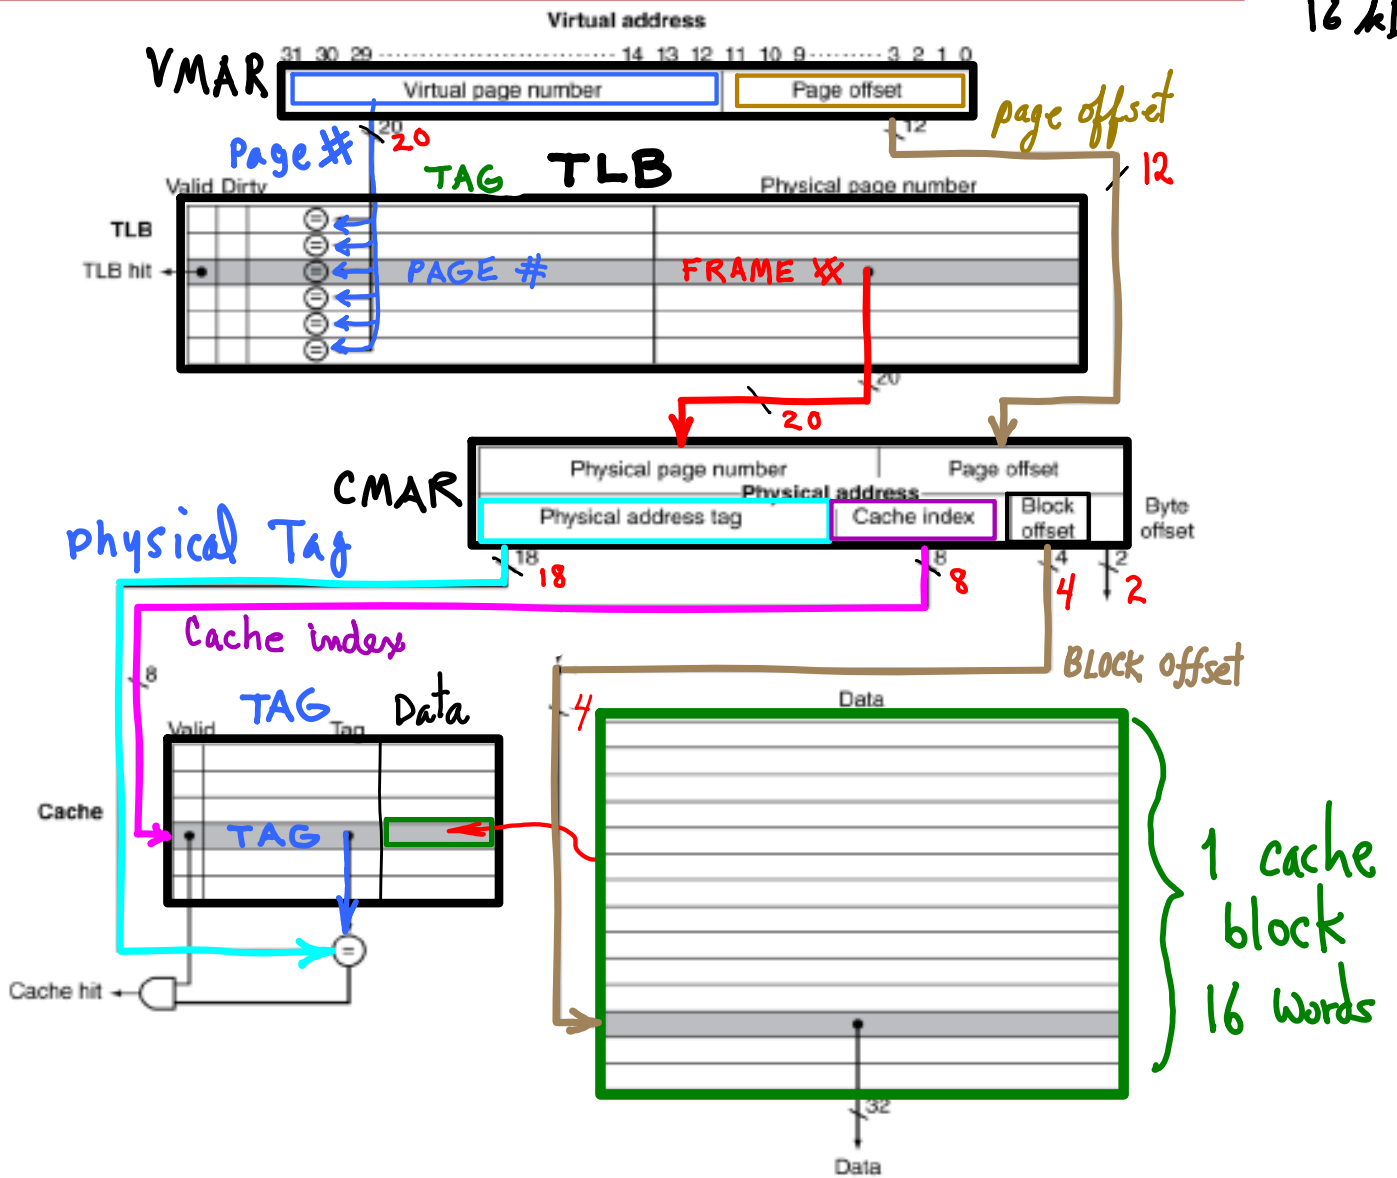 Virtual address
16
VMAR
31 30 29 14 13 12 11 10 9 3 2 1 0
Virtual page number
Page offset
20
20
12
Page #
page offset
12
TAG
TLB
Valid Dirty
Physical page number
TLB
TLB hit
=
=
=
=
=
=
PAGE #
FRAME #
20
20
CMAR
Physical page number
Page offset
Physical address
Physical address tag
Cache index
Block
offset
Byte
offset
18
18
8
8
4
4
2
2
Physical Tag
Cache index
8
BLOCK offset
4
TAG
Data
Data
Valid
Tag
Cache
TAG
=
Cache hit
1 cache
block
16 words
32
Data